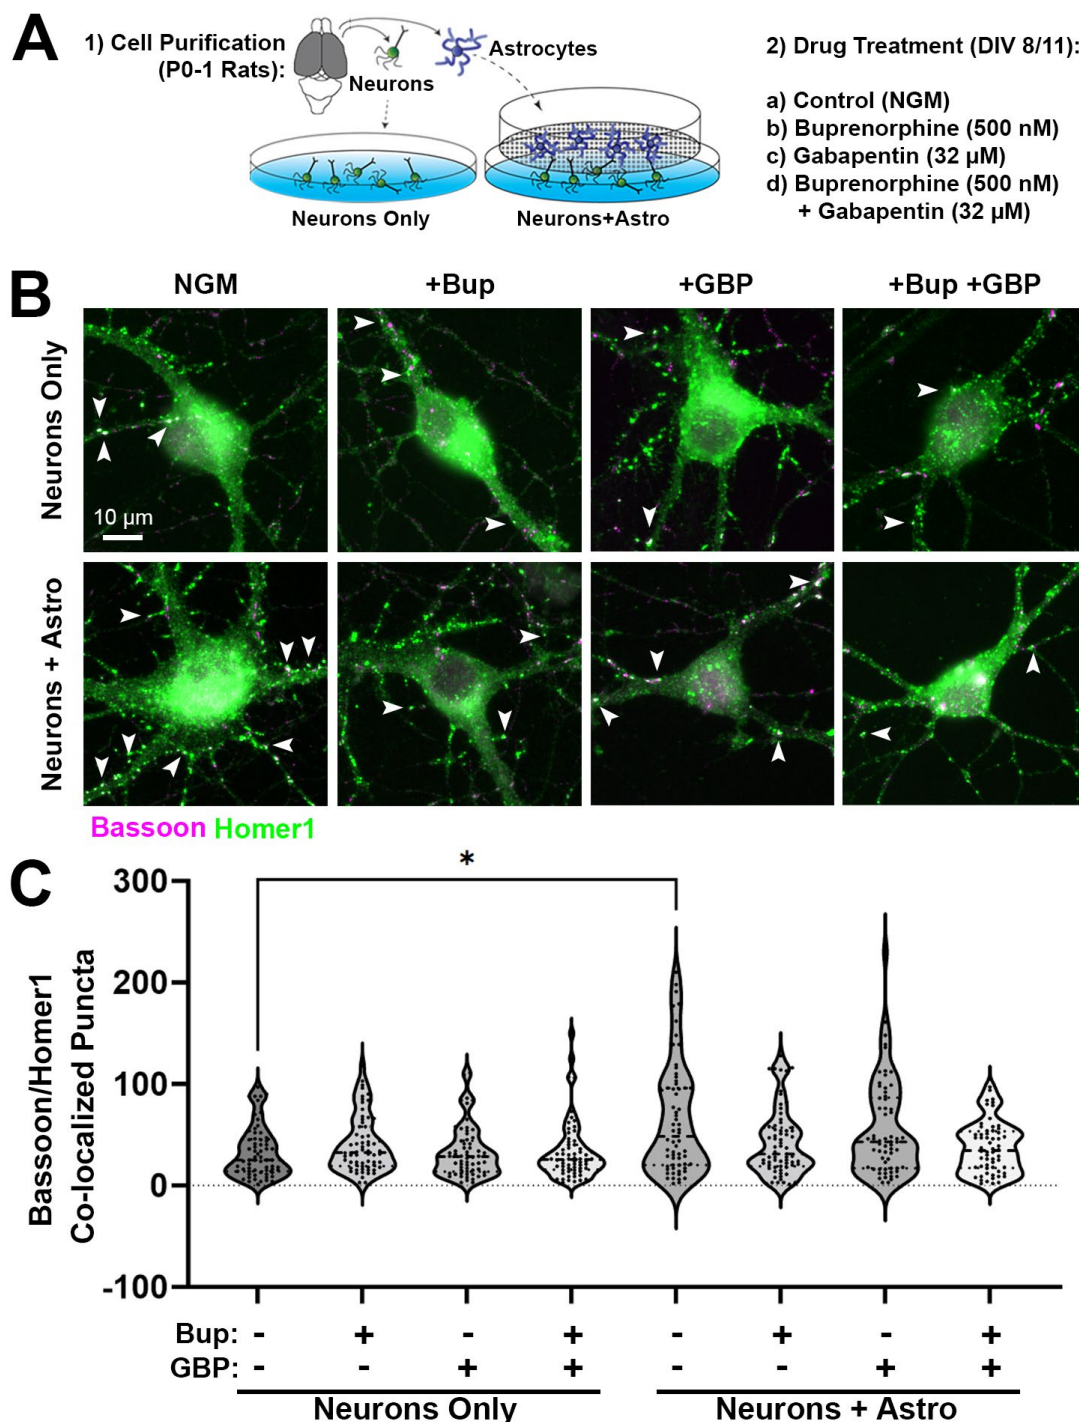 A
1) Cell Purification
(P0-1 Rats):
Neurons
Astrocytes
Neurons Only
Neurons+Astro
2) Drug Treatment (DIV 8/11):
a) Control (NGM)
b) Buprenorphine (500 nM)
c) Gabapentin (32 µM)
d) Buprenorphine (500 nM)
+ Gabapentin (32 µM)
B
NGM
+Bup
+GBP
+Bup +GBP
Neurons Only
10 µm
Neurons + Astro
Bassoon Homer1
C
Bassoon/Homer1
Co-localized Puncta
300
200
100
0
-100
*
Bup: - + - + - + - +
GBP: - - + + - - + +
Neurons Only
Neurons + Astro